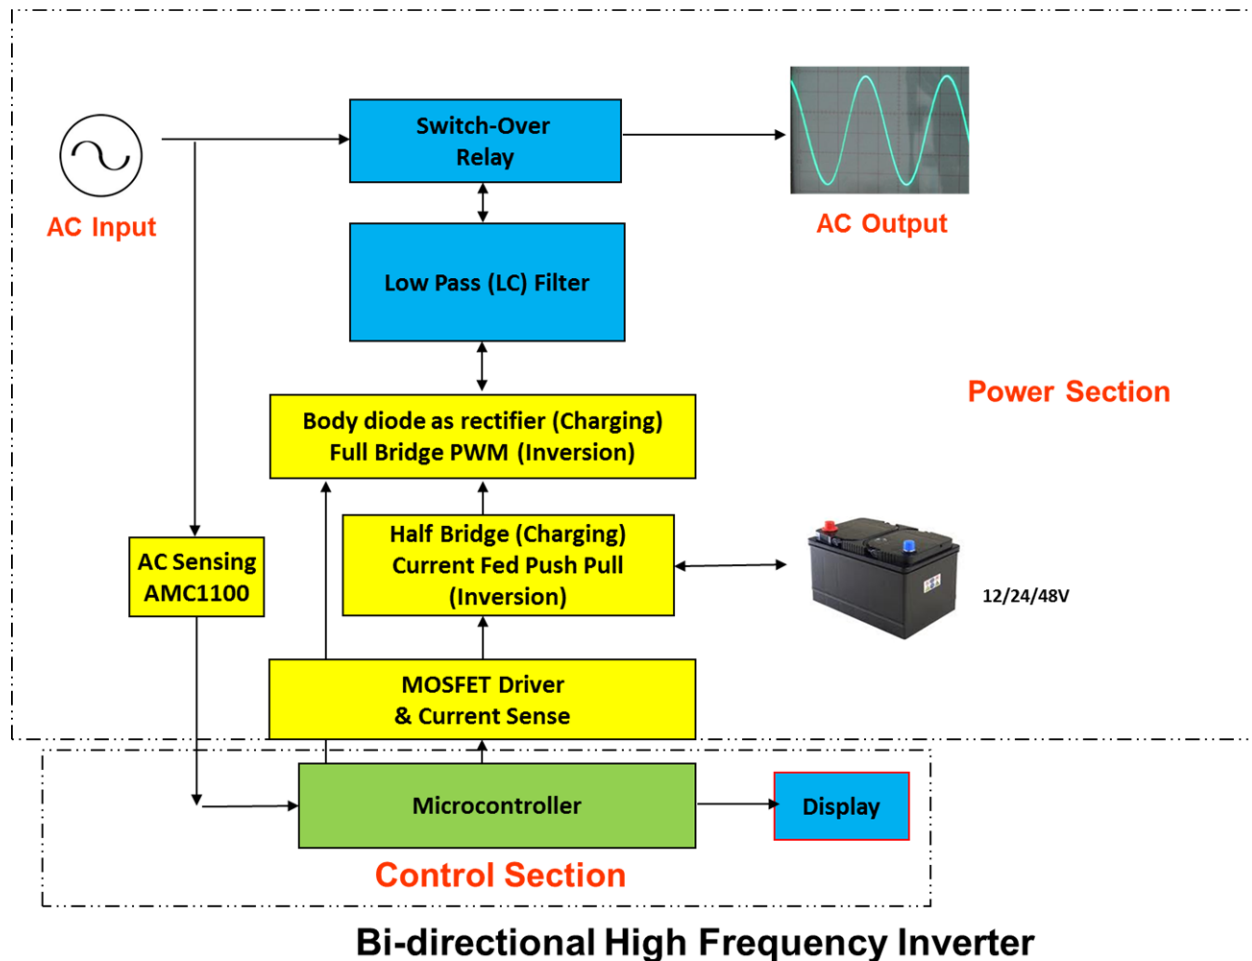 Switch-Over
Relay
AC Input
AC Output
Low Pass (LC) Filter
Power Section
Body diode as rectifier (Charging)
Full Bridge PWM (Inversion)
Half Bridge (Charging)
Current Fed Push Pull
(Inversion)
AC Sensing
AMC1100
12/24/48V
MOSFET Driver
& Current Sense
Microcontroller
Display
Control Section
Bi-directional High Frequency Inverter